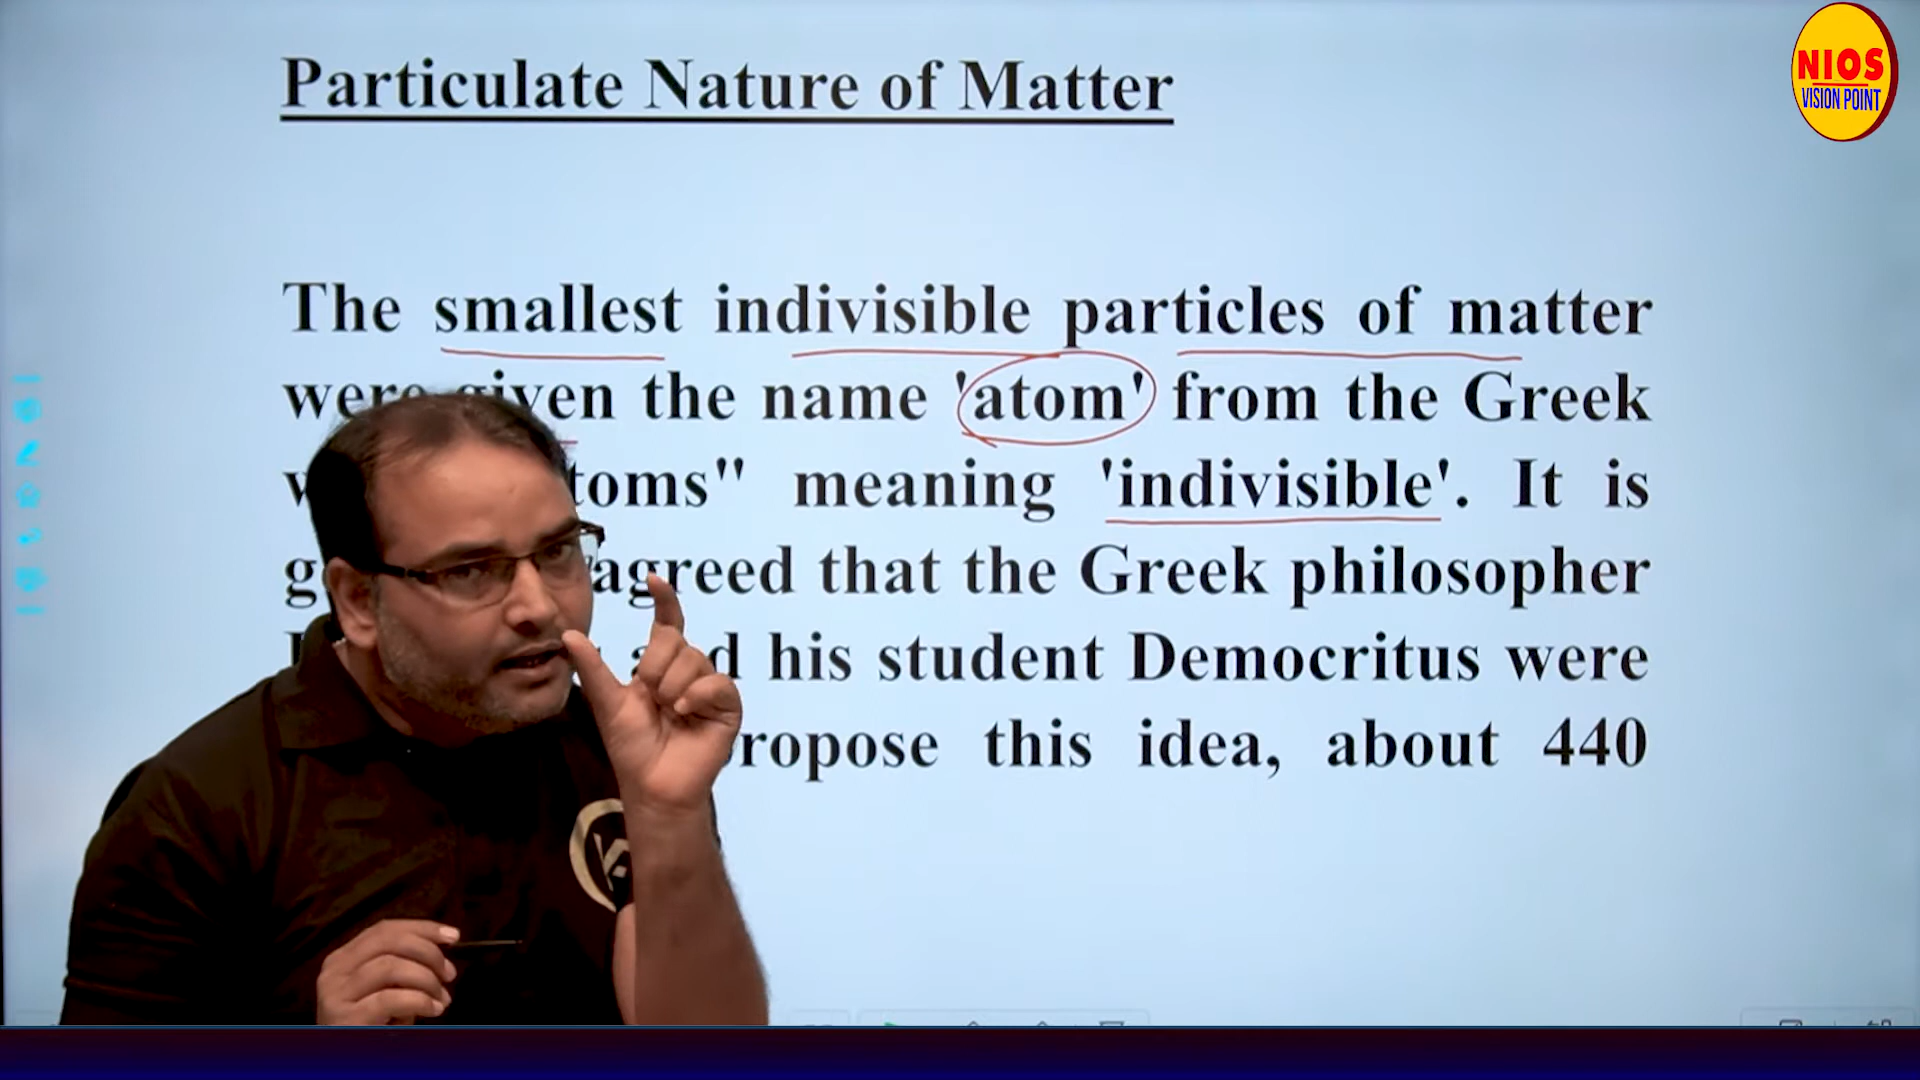 Particulate Nature of Matter
NIOS
VISION POINT
The smallest indivisible particles of matter
were given the name 'atom' from the Greek
toms" meaning 'indivisible'. It is
agreed that the Greek philosopher
his student Democritus were
this idea, about 440